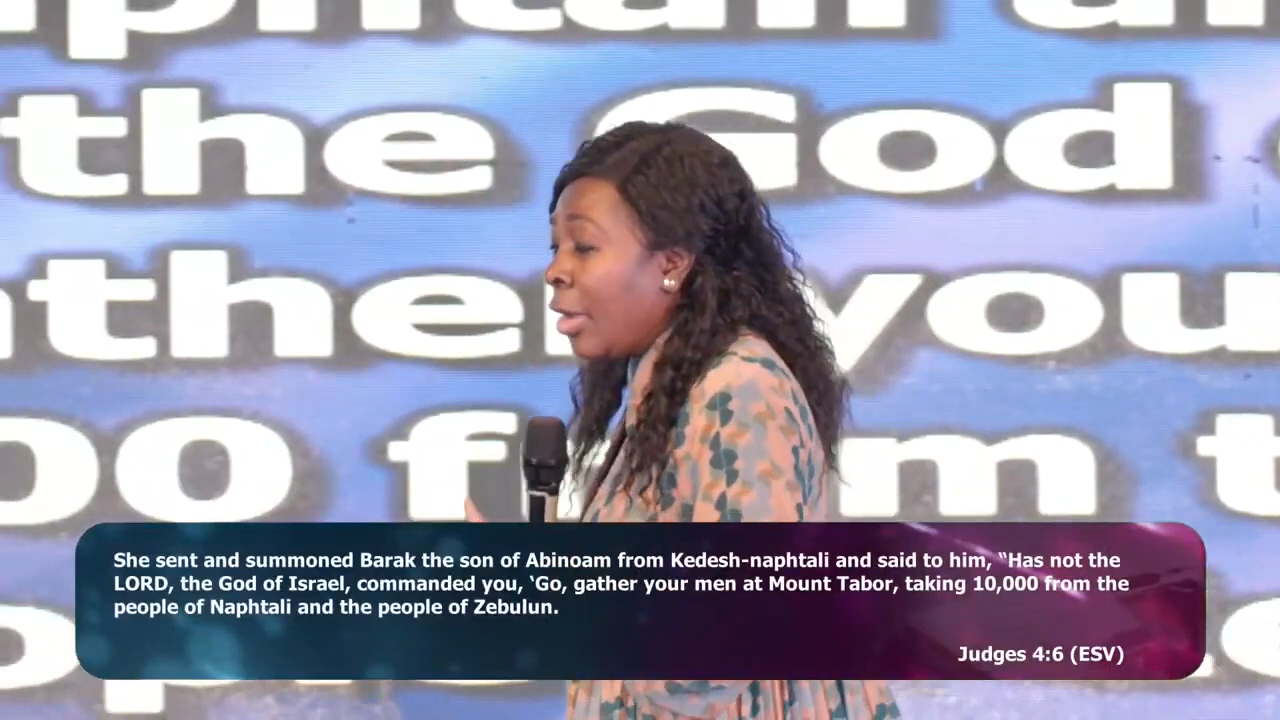 the God
you
She sent and summoned Barak the son of Abinoam from Kedesh-naphtali and said to him, “Has not the
LORD, the God of Israel, commanded you, ‘Go, gather your men at Mount Tabor, taking 10,000 from the
people of Naphtali and the people of Zebulun.
Judges 4:6 (ESV)